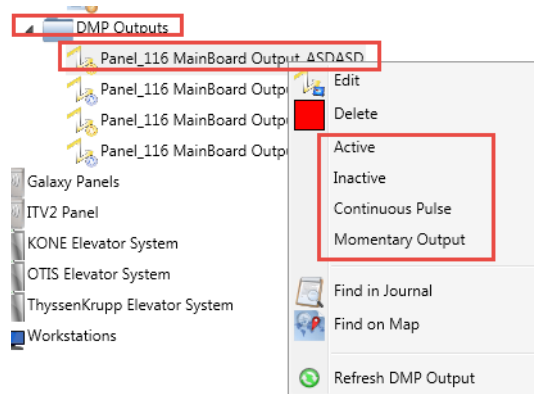 DMP Outputs
Panel_116 MainBoard Output ASDASD
Panel_116 MainBoard Outp
Panel_116 MainBoard Outp
Panel_116 MainBoard Outp
Galaxy Panels
ITV2 Panel
KONE Elevator System
OTIS Elevator System
ThyssenKrupp Elevator System
Workstations
Edit
Delete
Active
Inactive
Continuous Pulse
Momentary Output
Find in Journal
Find on Map
Refresh DMP Output